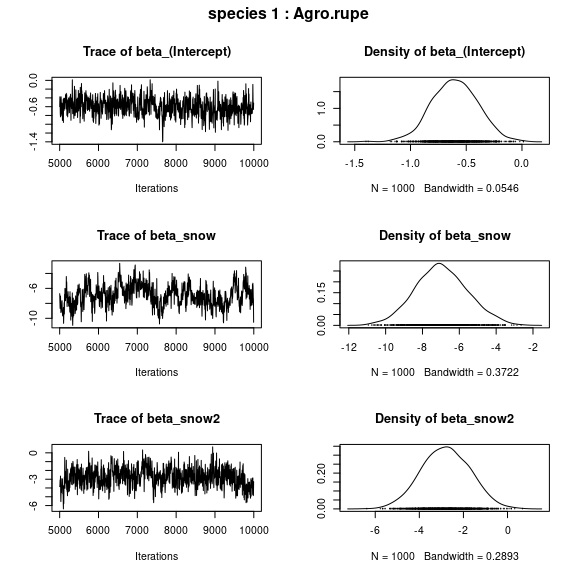 species 1 : Agro.rupe
Trace of beta_(Intercept)
0.0
-0.6
-1.4
5000 6000 7000 8000 9000 10000
Iterations
Density of beta_(Intercept)
1.0
0.0
-1.5 -1.0 -0.5 0.0
N = 1000 Bandwidth = 0.0546
Trace of beta_snow
-6
-10
5000 6000 7000 8000 9000 10000
Iterations
Density of beta_snow
0.15
0.00
-12 -10 -8 -6 -4 -2
N = 1000 Bandwidth = 0.3722
Trace of beta_snow2
0
-3
-6
5000 6000 7000 8000 9000 10000
Iterations
Density of beta_snow2
0.20
0.00
-6 -4 -2 0
N = 1000 Bandwidth = 0.2893